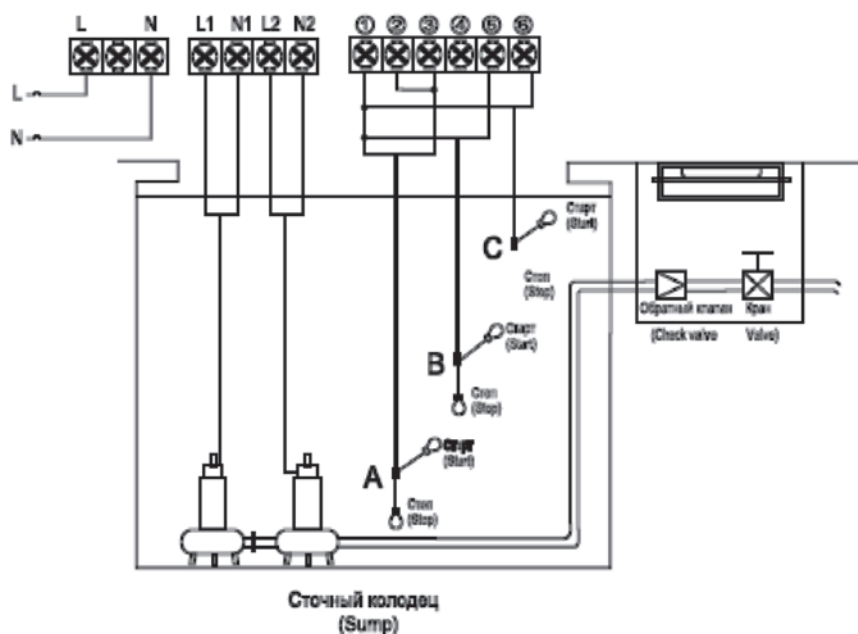 L N L1 N1 L2 N2 ① ② ③ ④ ⑤ ⑥
L
N
C
Старт
(Start)
Стоп
(Stop)
Обратный клапан
(Check valve
Кран
Valve)
B
Старт
(Start)
Стоп
(Stop)
A
Старт
(Start)
Стоп
(Stop)
Сточный колодец
(Sump)